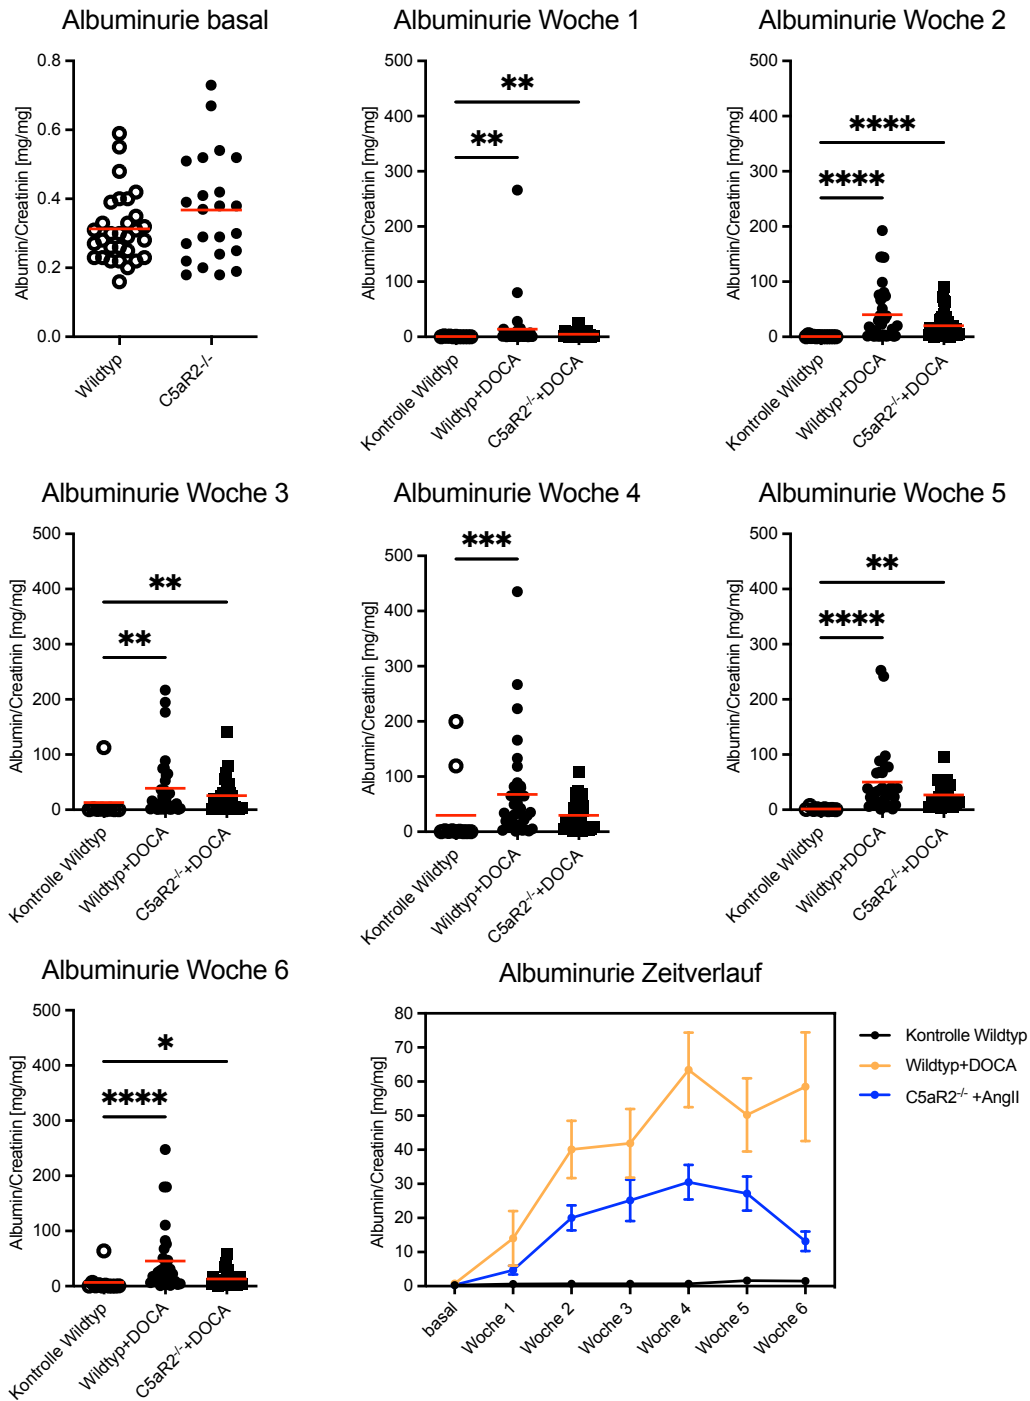 Albuminurie basal
Albumin/Creatinin [mg/mg]
0.8
0.6
0.4
0.2
0.0
Wildtyp
C5aR2-/-
Albuminurie Woche 1
Albumin/Creatinin [mg/mg]
500
400
300
200
100
0
**
**
Kontrolle Wildtyp
Wildtyp+DOCA
C5aR2-/-+DOCA
Albuminurie Woche 2
Albumin/Creatinin [mg/mg]
500
400
300
200
100
0
****
****
Kontrolle Wildtyp
Wildtyp+DOCA
C5aR2-/-+DOCA
Albuminurie Woche 3
Albumin/Creatinin [mg/mg]
500
400
300
200
100
0
**
**
Kontrolle Wildtyp
Wildtyp+DOCA
C5aR2-/-+DOCA
Albuminurie Woche 4
Albumin/Creatinin [mg/mg]
500
400
300
200
100
0
***
Kontrolle Wildtyp
Wildtyp+DOCA
C5aR2-/-+DOCA
Albuminurie Woche 5
Albumin/Creatinin [mg/mg]
500
400
300
200
100
0
**
****
Kontrolle Wildtyp
Wildtyp+DOCA
C5aR2-/-+DOCA
Albuminurie Woche 6
Albumin/Creatinin [mg/mg]
500
400
300
200
100
0
*
****
Kontrolle Wildtyp
Wildtyp+DOCA
C5aR2-/-+DOCA
Albuminurie Zeitverlauf
Albumin/Creatinin [mg/mg]
80
70
60
50
40
30
20
10
0
basal
Woche 1
Woche 2
Woche 3
Woche 4
Woche 5
Woche 6
Kontrolle Wildtyp
Wildtyp+DOCA
C5aR2-/- +AngII